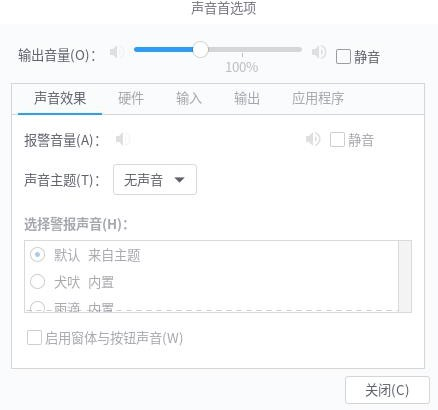 声音首选项
输出音量(O)： 静音
100%
声音效果 硬件 输入 输出 应用程序
报警音量(A)： 静音
声音主题(T)： 无声音
选择警报声音(H)：
默认 来自主题
犬吠 内置
雨滴 内置
启用窗体与按钮声音(W)
关闭(C)